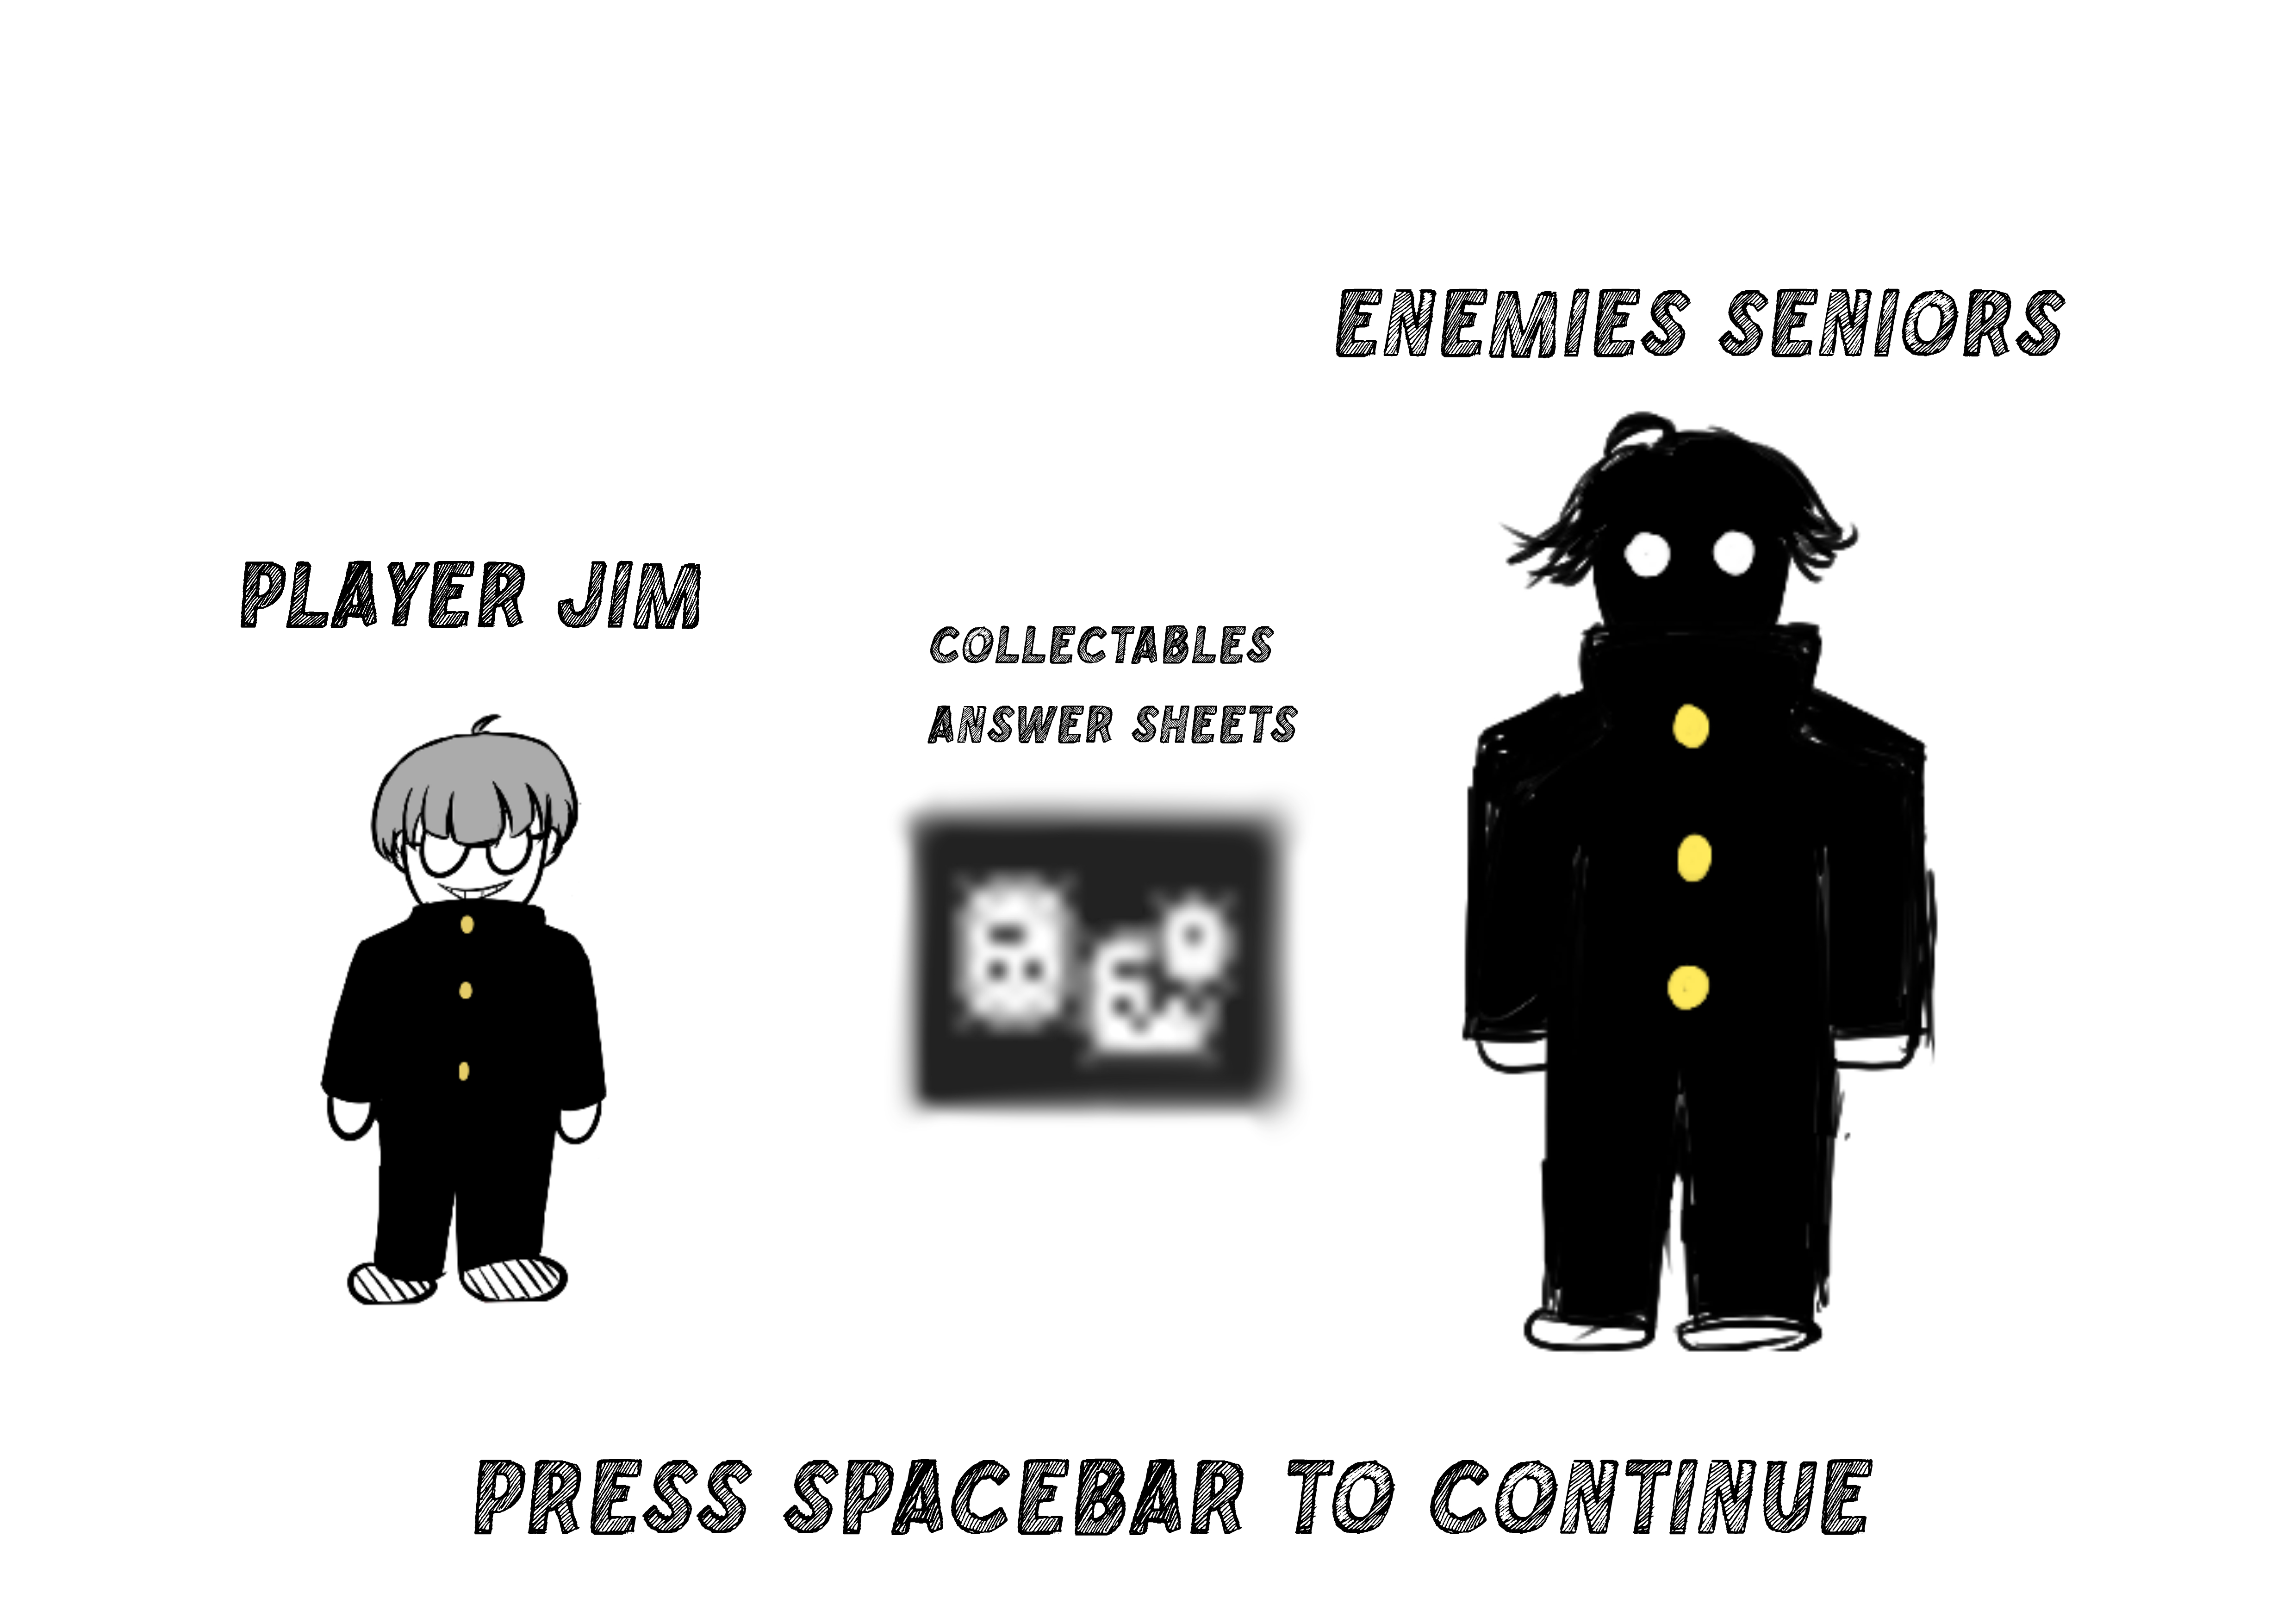 ENEMIES SENIORS
PLAYER JIM
COLLECTABLES
ANSWER SHEETS
PRESS SPACEBAR TO CONTINUE